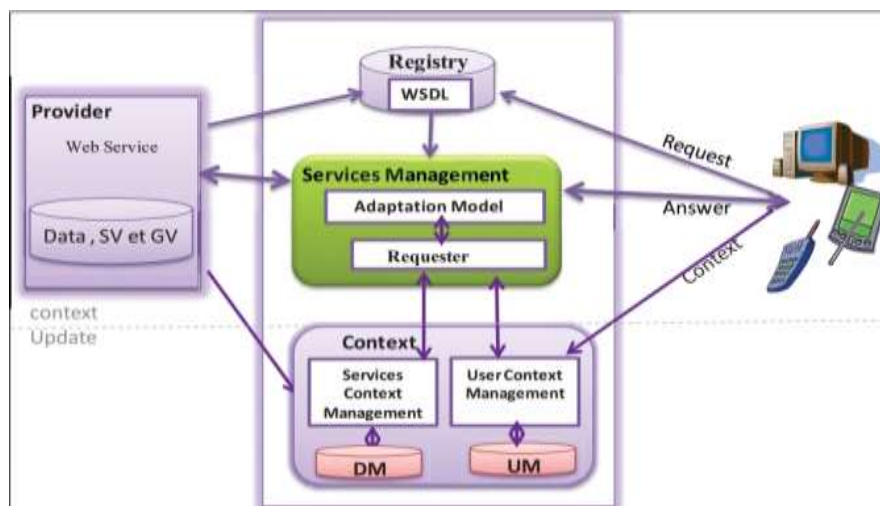 Registry
WSDL
Provider
Web Service
Data , SV et GV
Services Management
Adaptation Model
Requester
Request
Answer
Context
context
Update
Context
Services
Context
Management
User Context
Management
DM
UM